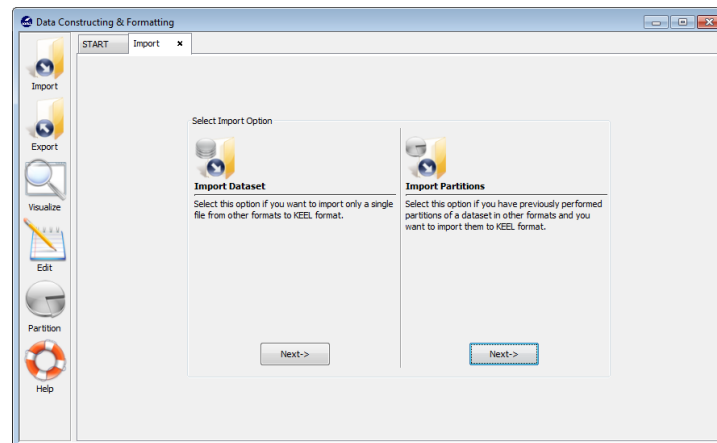 Data Constructing & Formatting
START
Import
Import
Export
Visualize
Edit
Partition
Help
Select Import Option
Import Dataset
Select this option if you want to import only a single
file from other formats to KEEL format.
Next->
Import Partitions
Select this option if you have previously performed
partitions of a dataset in other formats and you
want to import them to KEEL format.
Next->